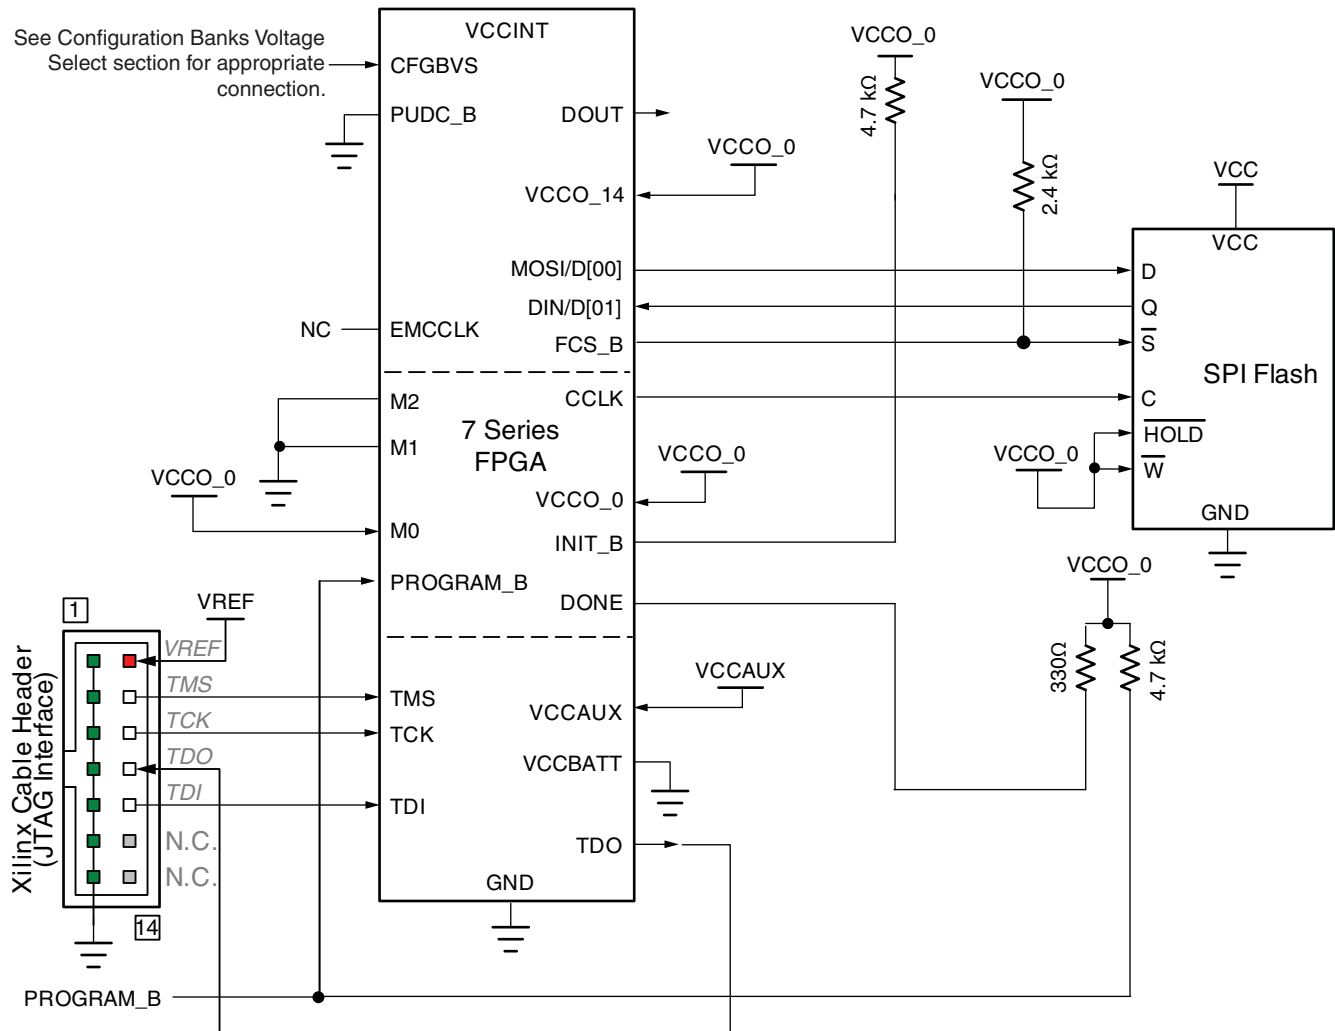 See Configuration Banks Voltage
Select section for appropriate
connection.
VCCINT
CFGBVS
PUDC_B
DOUT
VCCO_0
VCCO_14
VCCO_0
4.7 kΩ
VCCO_0
2.4 kΩ
VCC
VCC
MOSI/D[00]
D
DIN/D[01]
Q
NC
EMCCLK
FCS_B
S
SPI Flash
M2
CCLK
C
7 Series
FPGA
M1
HOLD
VCCO_0
VCCO_0
W
VCCO_0
VCCO_0
M0
INIT_B
GND
PROGRAM_B
DONE
VCCO_0
330Ω
4.7 kΩ
1
VREF
Xilinx Cable Header
(JTAG Interface)
VREF
TMS
TMS
TCK
TCK
TDO
TDI
TDI
N.C.
N.C.
14
VCCAUX
VCCAUX
VCCBATT
TDO
GND
PROGRAM_B